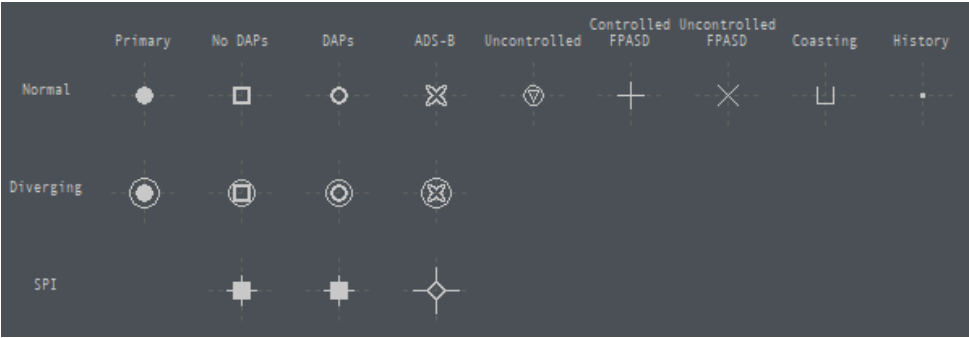 Controlled Uncontrolled
Primary No DAPs DAPs ADS-B Uncontrolled FPASD FPASD Coasting History
Normal
Diverging
SPI